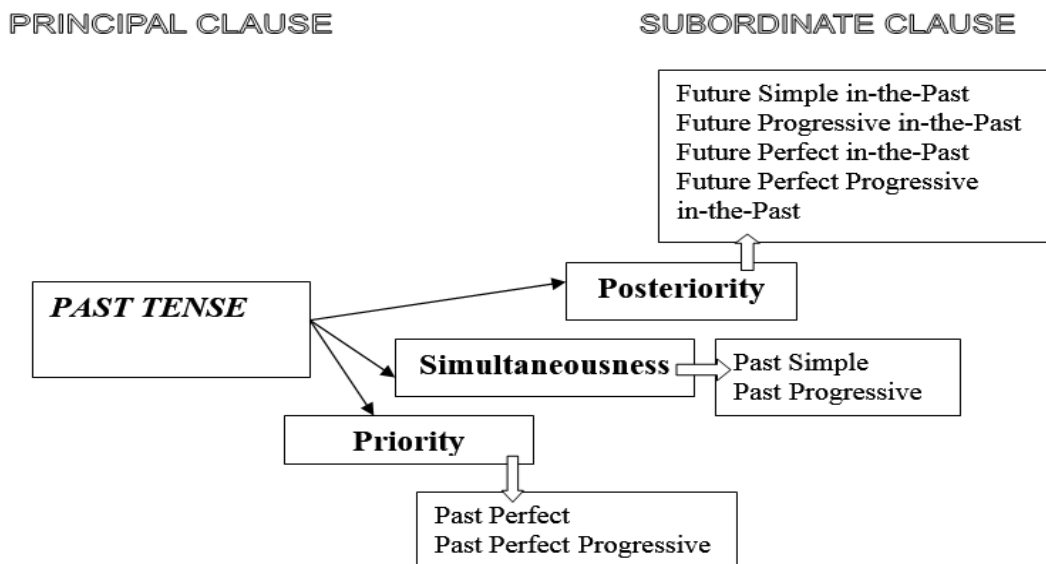 PRINCIPAL CLAUSE
SUBORDINATE CLAUSE
Future Simple in-the-Past
Future Progressive in-the-Past
Future Perfect in-the-Past
Future Perfect Progressive
in-the-Past
Posteriority
PAST TENSE
Simultaneousness
Past Simple
Past Progressive
Priority
Past Perfect
Past Perfect Progressive